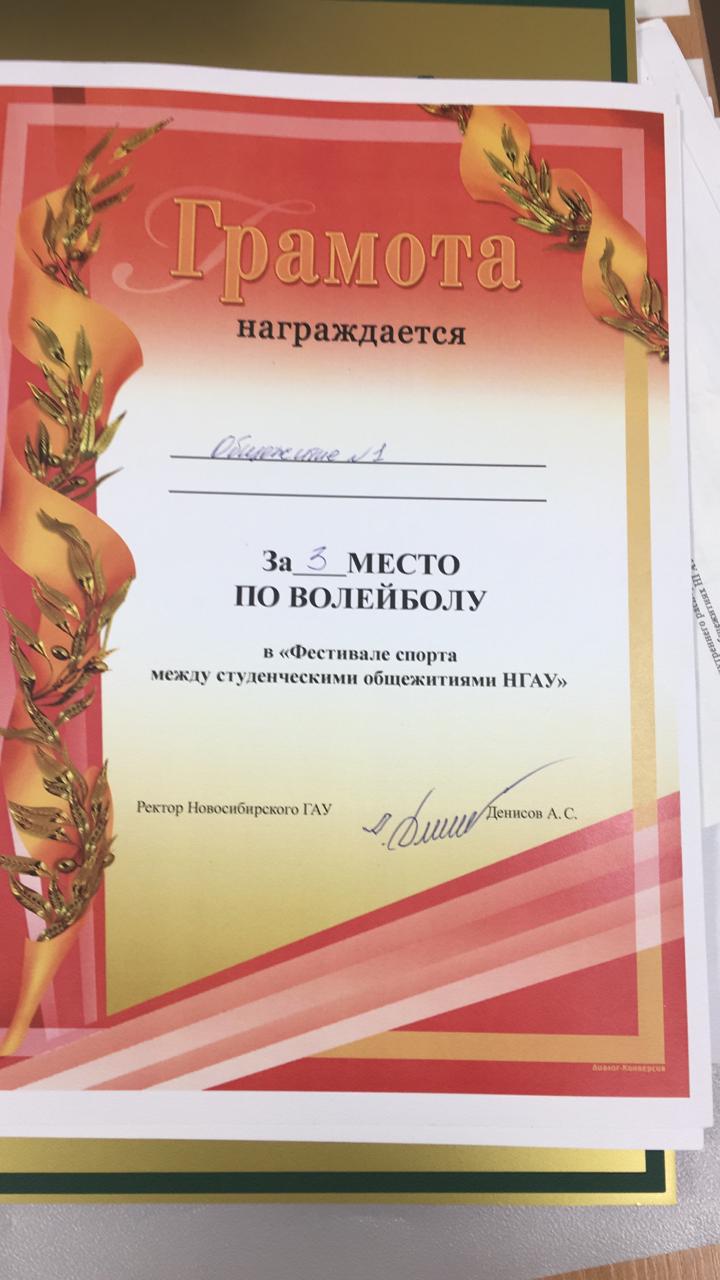 Грамота
награждается
Общежитие №1
За 3 МЕСТО
ПО ВОЛЕЙБОЛУ
в «Фестивале спорта
между студенческими общежитиями НГАУ»
Ректор Новосибирского ГАУ Денисов А. С.
Диалог-Конверсия